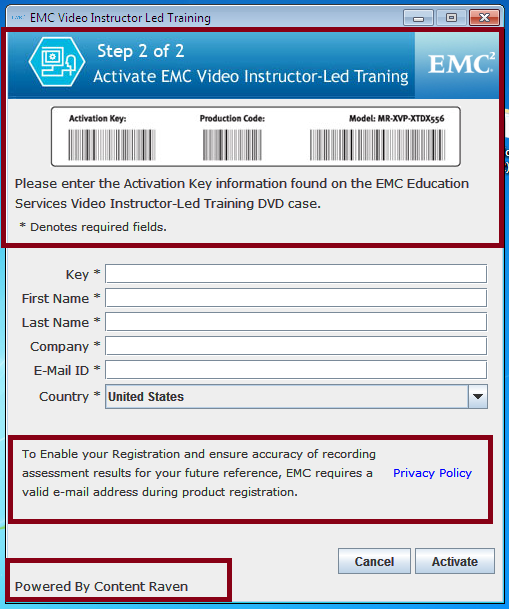 EMC² EMC Video Instructor Led Training
Step 2 of 2
Activate EMC Video Instructor-Led Traning
EMC²
Activation Key: Production Code: Model: MR-XVP-XTDX556
Please enter the Activation Key information found on the EMC Education
Services Video Instructor-Led Training DVD case.
* Denotes required fields.
Key *
First Name *
Last Name *
Company *
E-Mail ID *
Country * United States
To Enable your Registration and ensure accuracy of recording
assessment results for your future reference, EMC requires a
valid e-mail address during product registration.
Privacy Policy
Cancel Activate
Powered By Content Raven